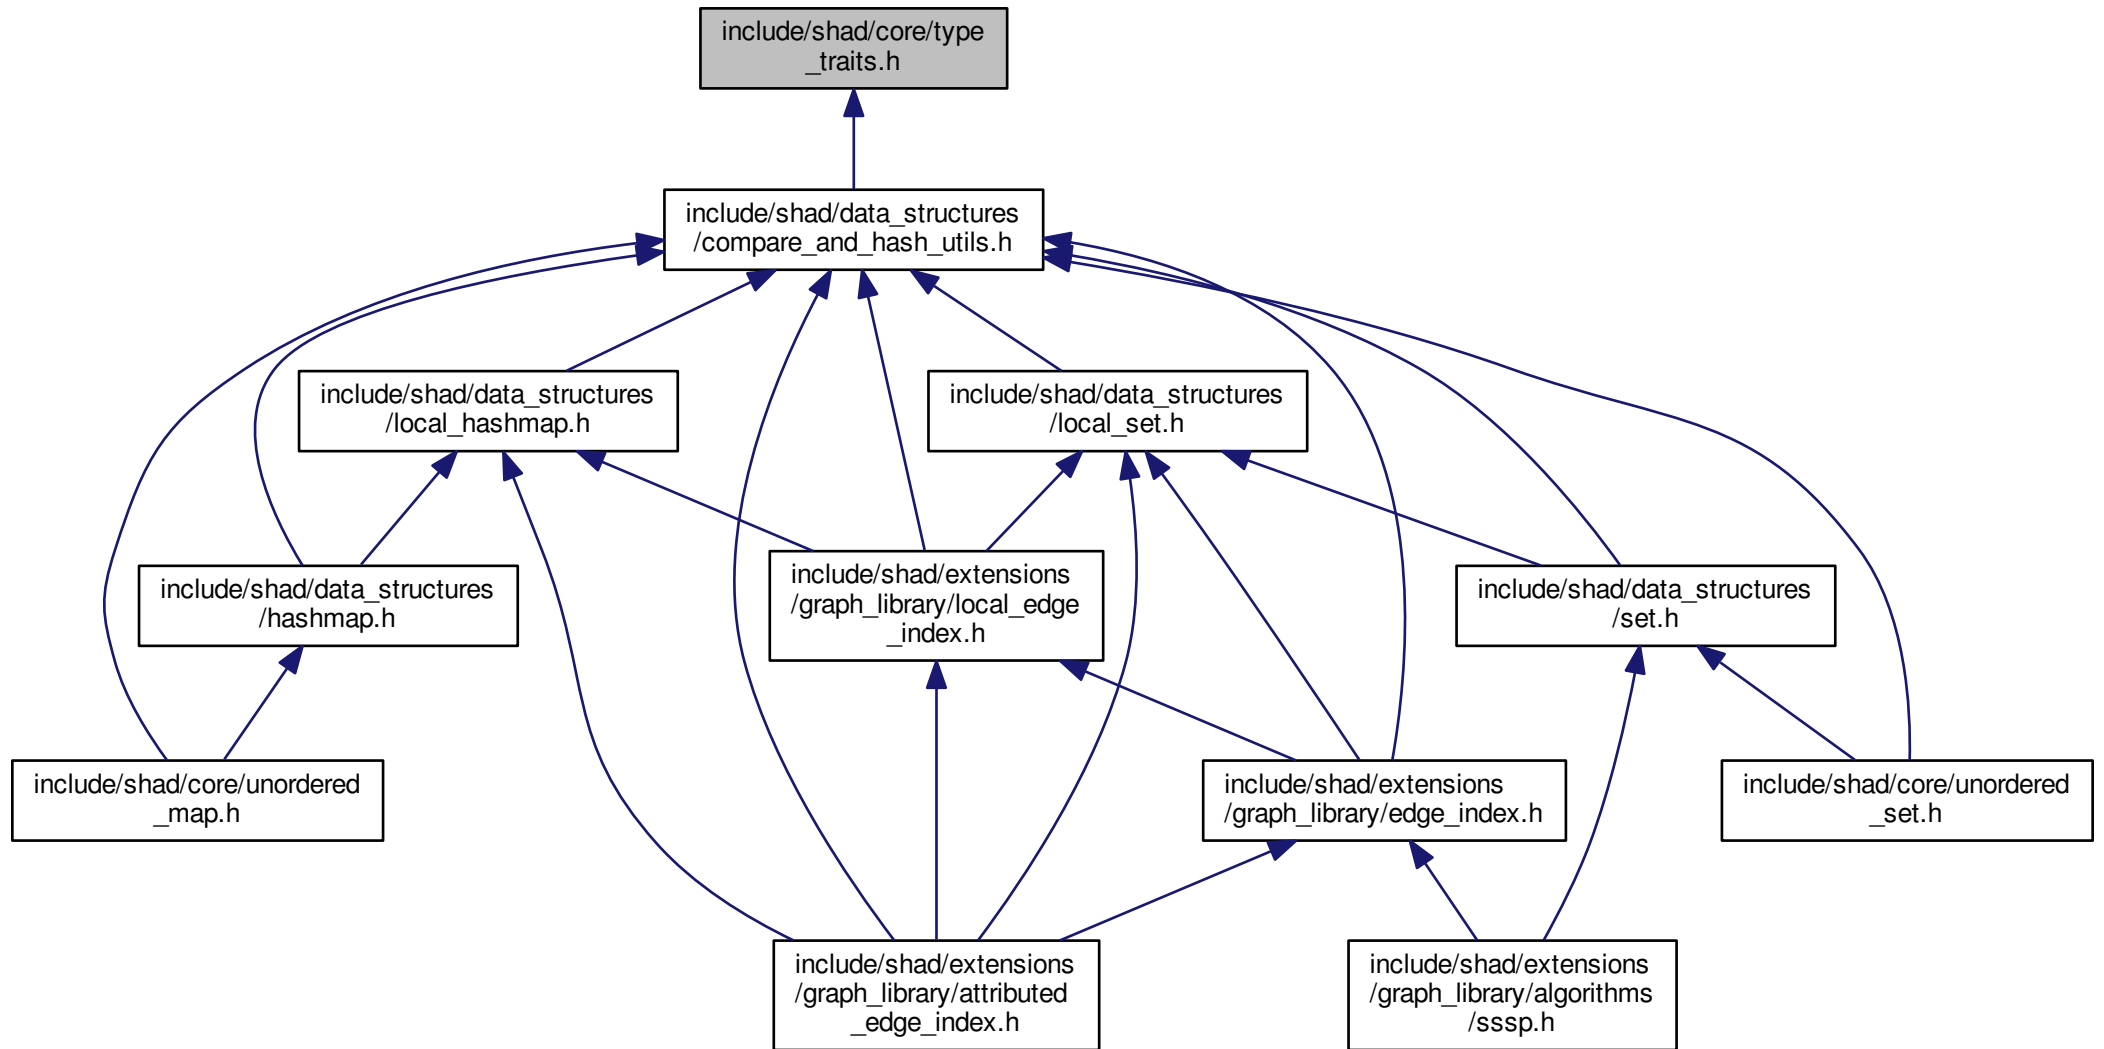 include/shad/core/type
_traits.h
include/shad/data_structures
/compare_and_hash_utils.h
include/shad/data_structures
/local_hashmap.h
include/shad/data_structures
/local_set.h
include/shad/data_structures
/hashmap.h
include/shad/extensions
/graph_library/local_edge
_index.h
include/shad/data_structures
/set.h
include/shad/core/unordered
_map.h
include/shad/extensions
/graph_library/edge_index.h
include/shad/core/unordered
_set.h
include/shad/extensions
/graph_library/attributed
_edge_index.h
include/shad/extensions
/graph_library/algorithms
/sssp.h